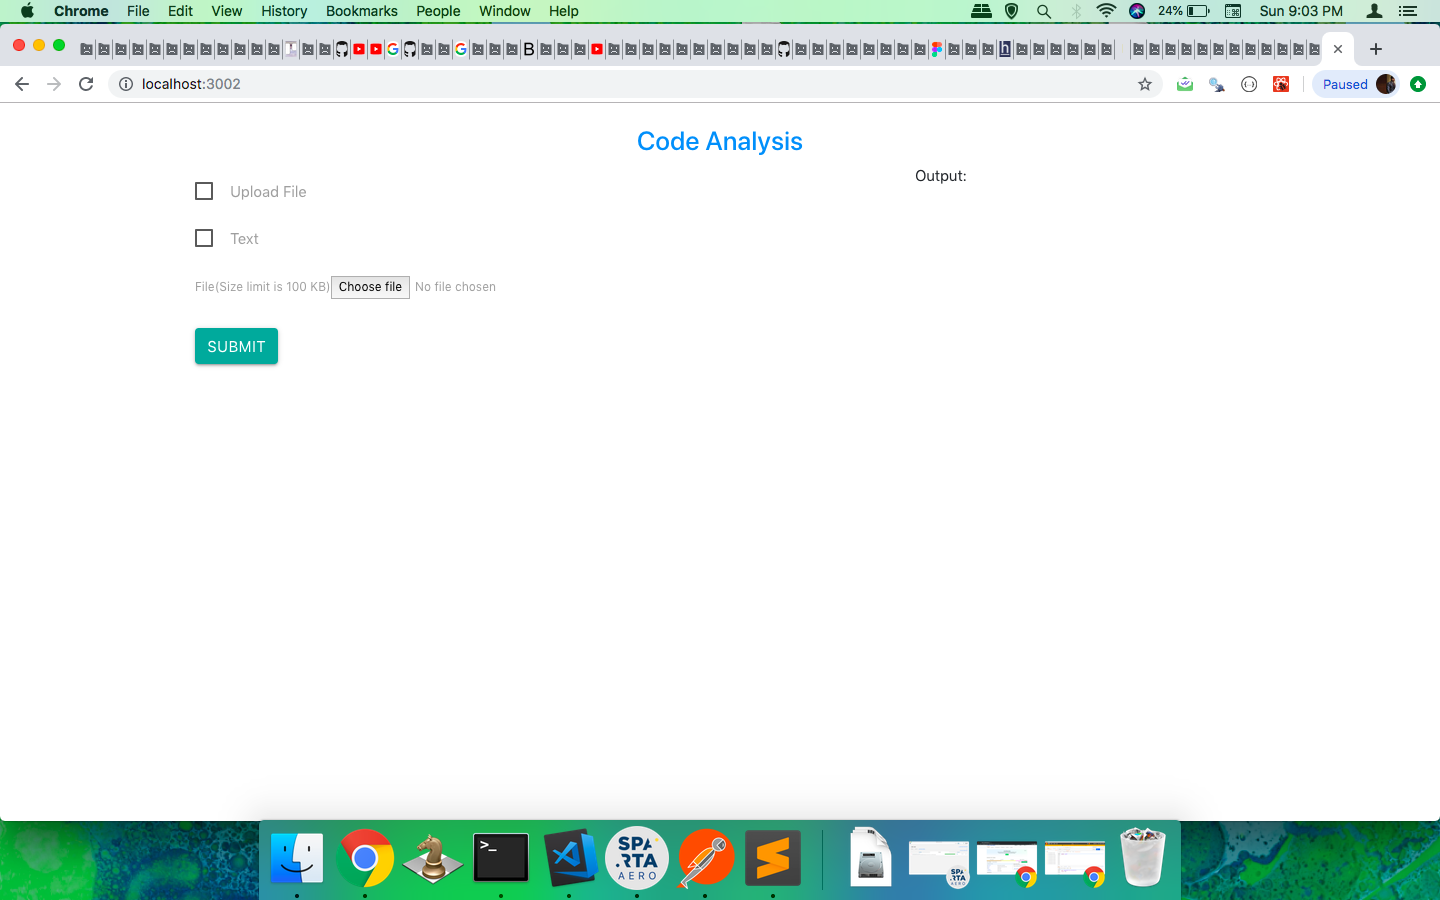 Chrome File Edit View History Bookmarks People Window Help 24% Sun 9:03 PM
localhost:3002 Paused
Code Analysis
Output:
Upload File
Text
File(Size limit is 100 KB) Choose file No file chosen
SUBMIT
>_
SPA
RTA
AERO